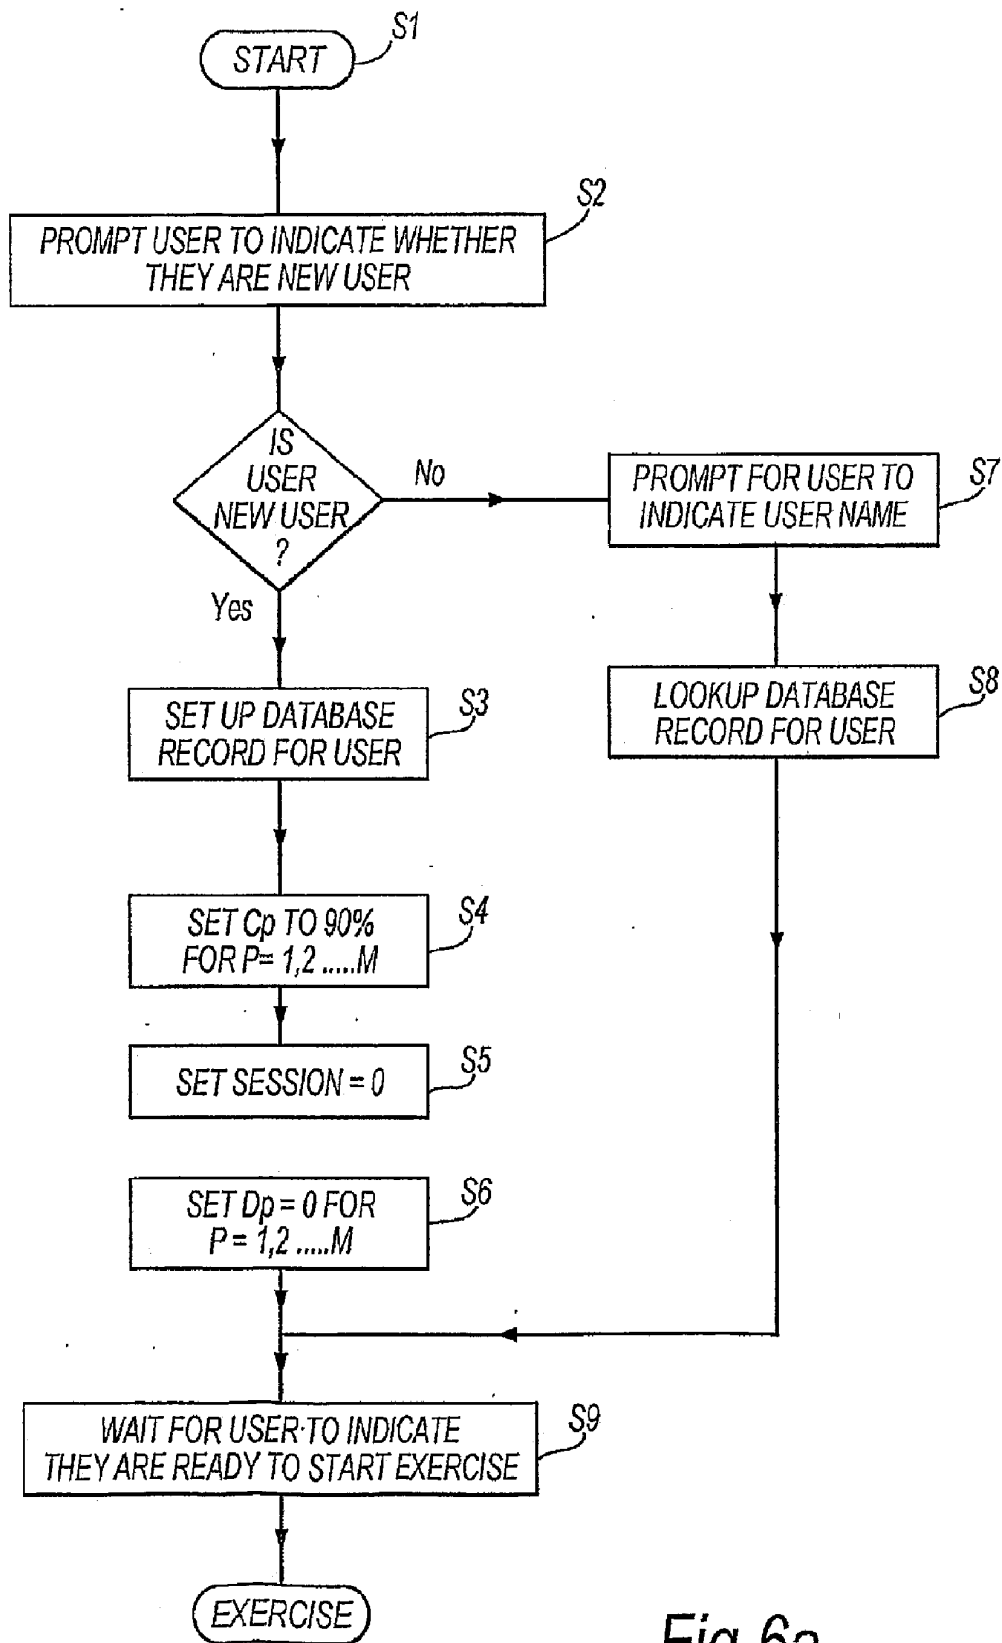 START
S1
PROMPT USER TO INDICATE WHETHER
THEY ARE NEW USER
S2
IS
USER
NEW USER
?
No
Yes
PROMPT FOR USER TO
INDICATE USER NAME
S7
LOOKUP DATABASE
RECORD FOR USER
S8
SET UP DATABASE
RECORD FOR USER
S3
SET Cp TO 90%
FOR P= 1,2 .....M
S4
SET SESSION = 0
S5
SET Dp = 0 FOR
P = 1,2 .....M
S6
WAIT FOR USER TO INDICATE
THEY ARE READY TO START EXERCISE
S9
EXERCISE
Fig 6a